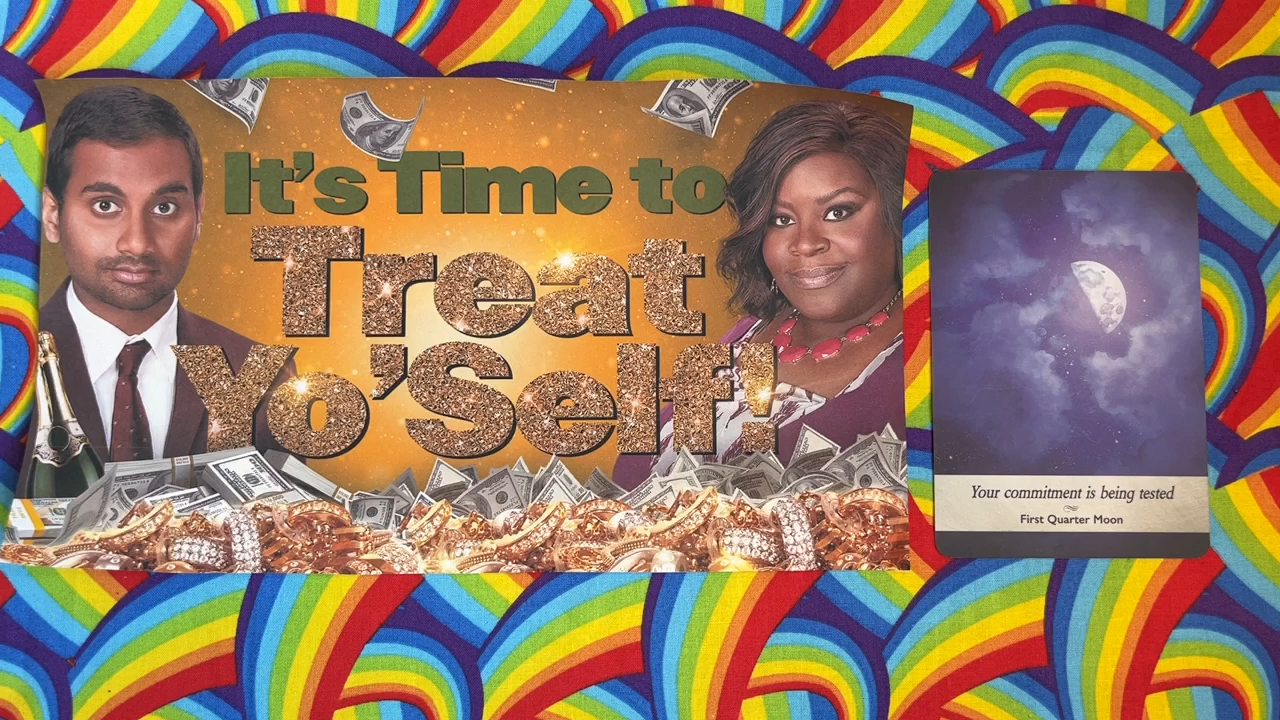 It's Time to
Treat
Yo'Self!
Your commitment is being tested
First Quarter Moon